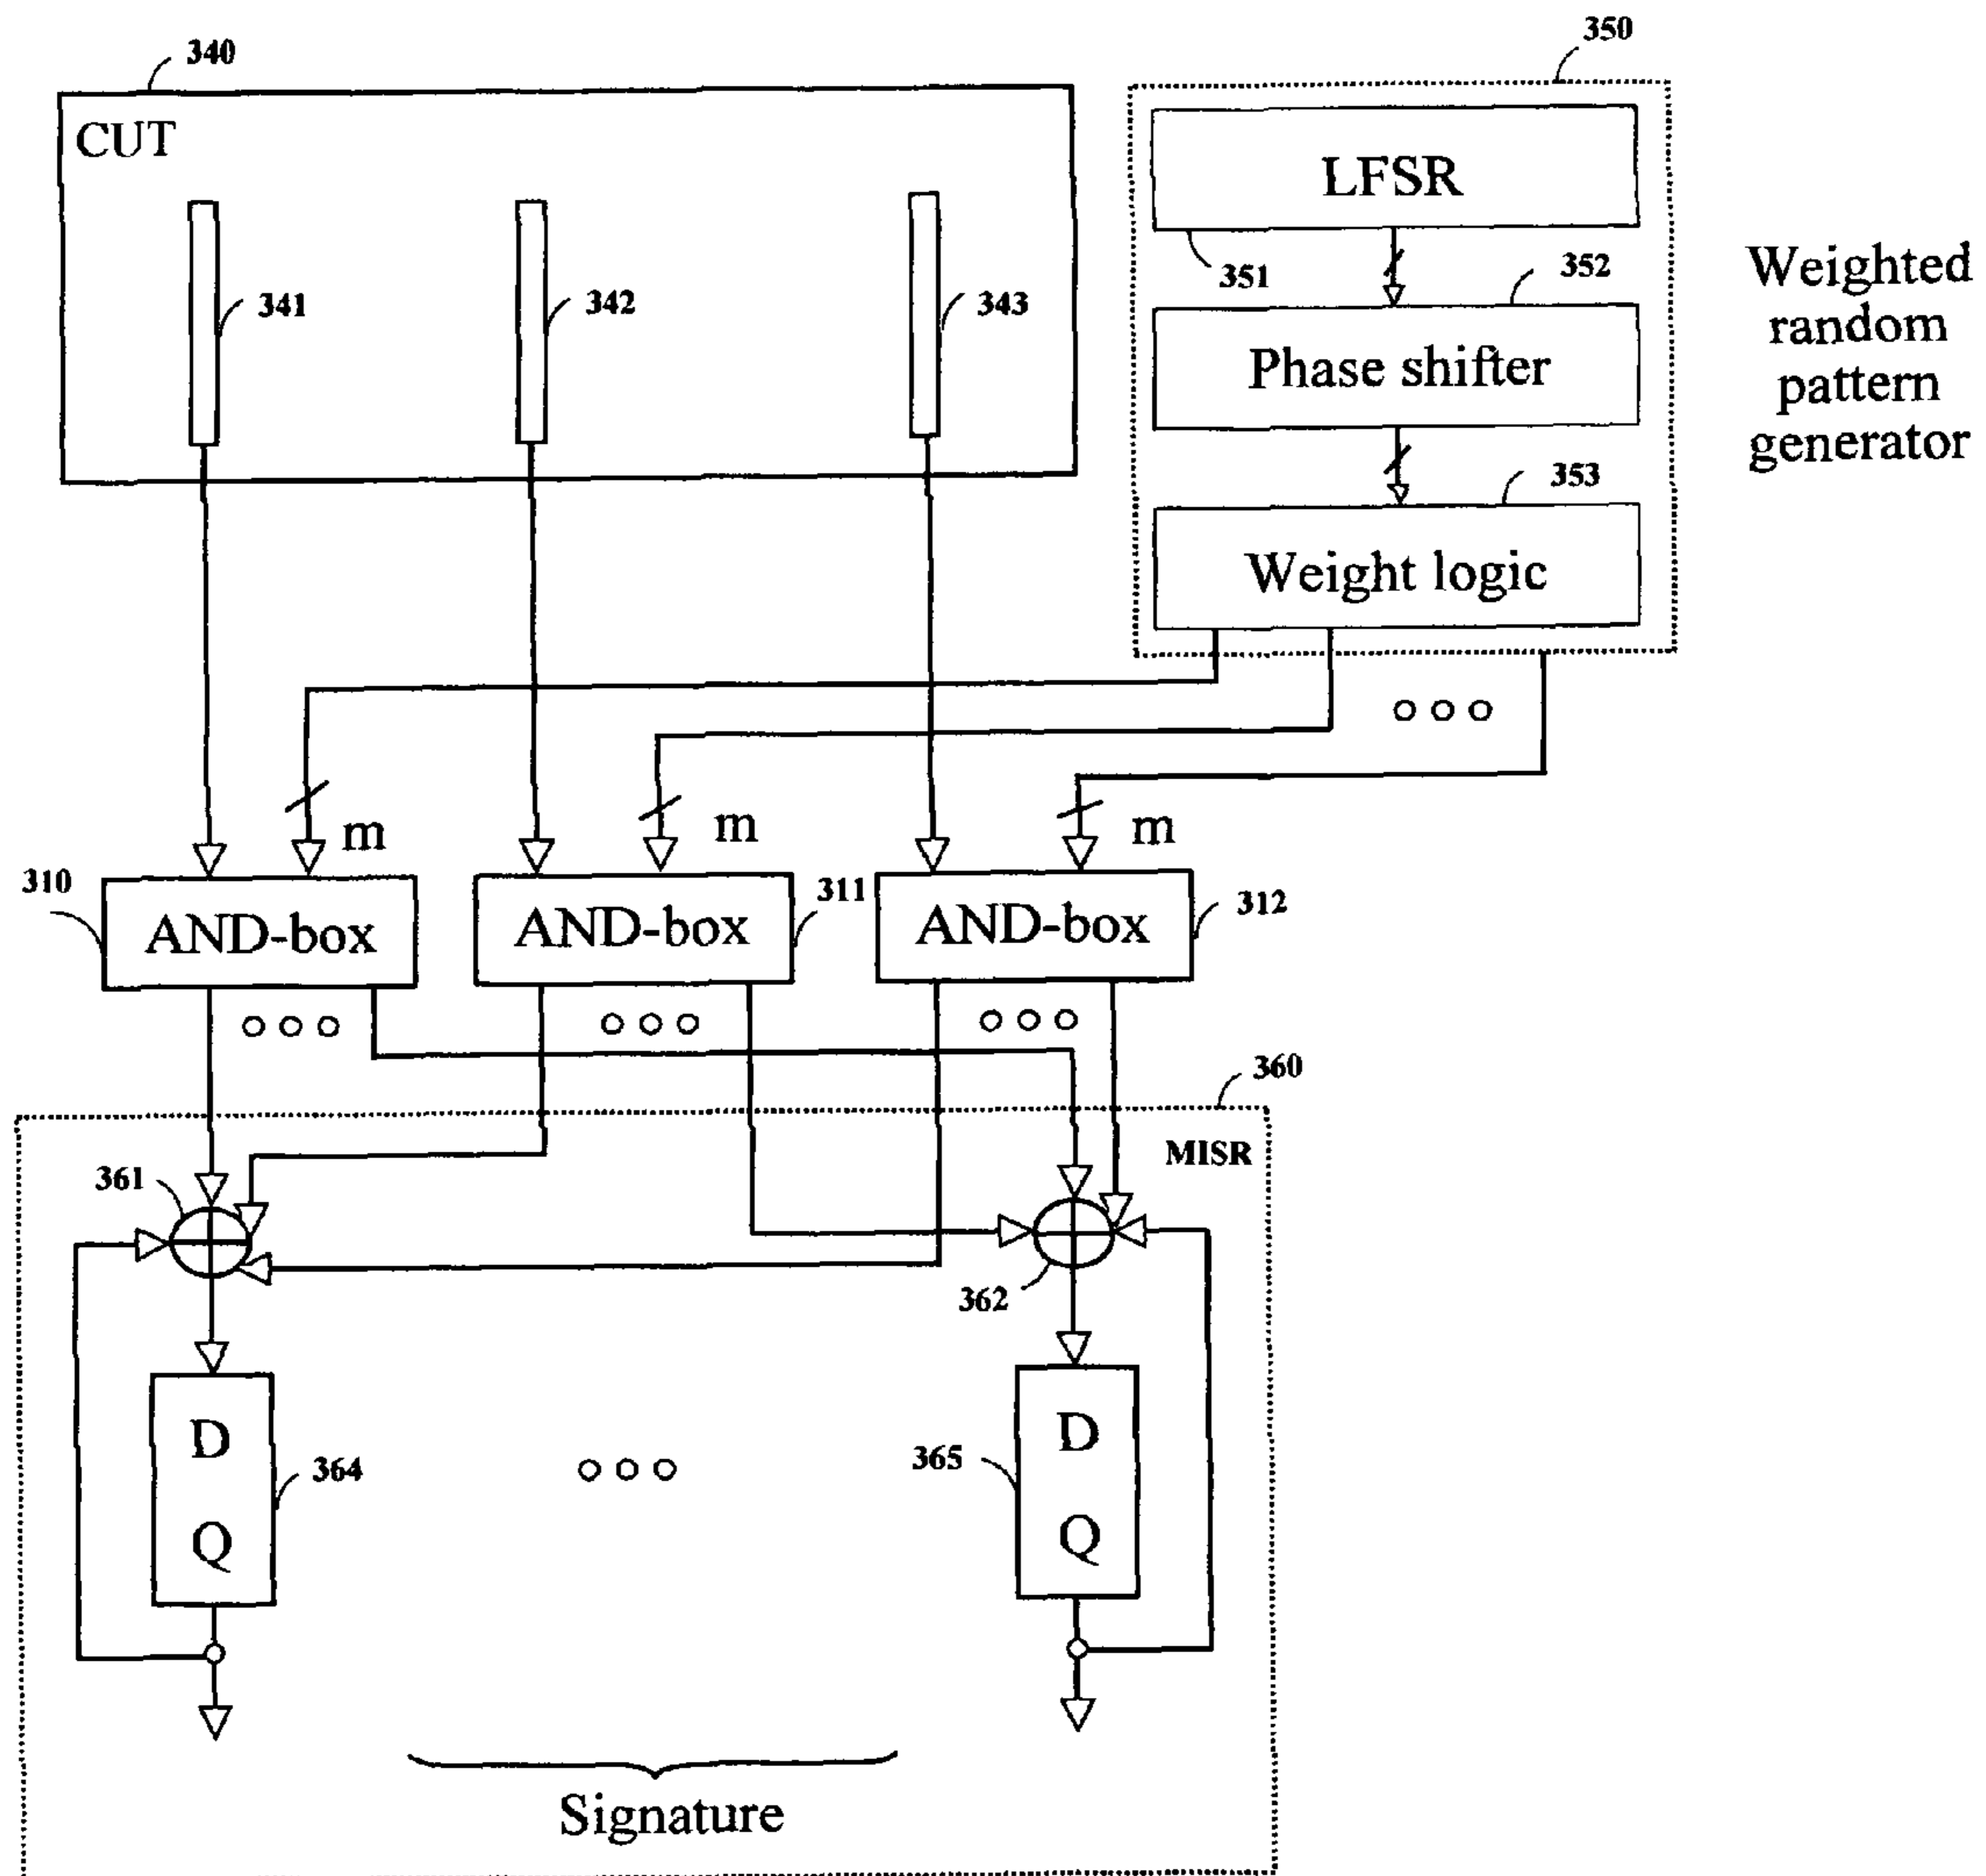 350
340
CUT
LFSR
351
352
341
342
343
Phase shifter
353
Weight logic
Weighted
random
pattern
generator
m
m
m
310
AND-box
AND-box
311
AND-box
312
360
MISR
361
362
D
Q
364
365
D
Q
Signature